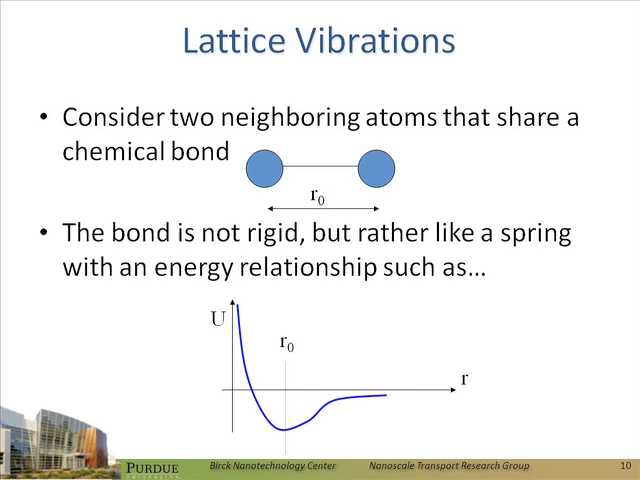 Lattice Vibrations
• Consider two neighboring atoms that share a
chemical bond
r₀
• The bond is not rigid, but rather like a spring
with an energy relationship such as…
U
r₀
r
PURDUE
UNIVERSITY
Birck Nanotechnology Center
Nanoscale Transport Research Group
10